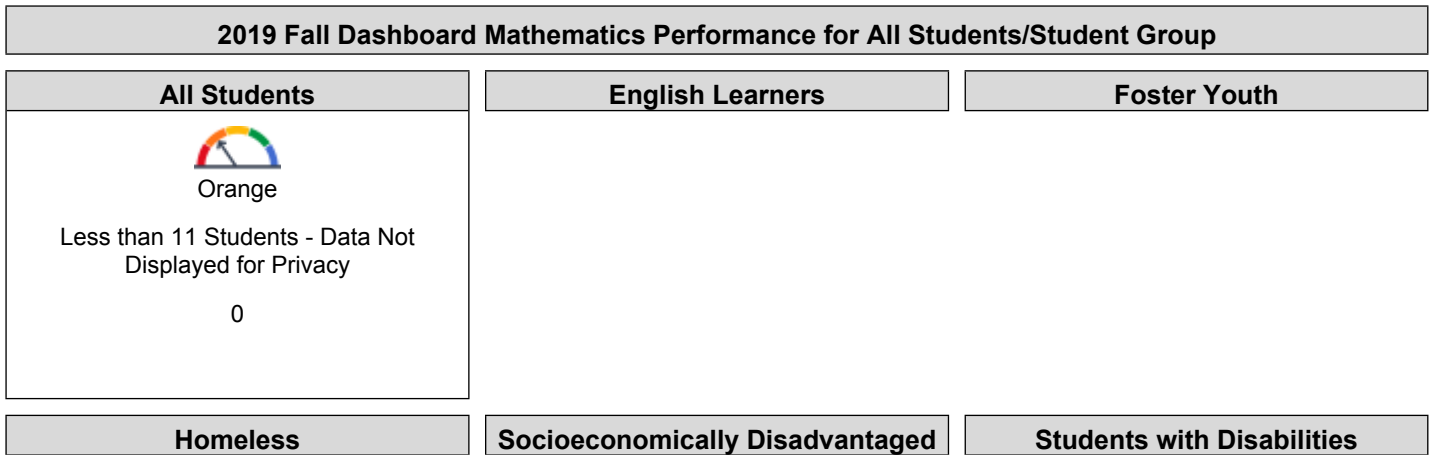 2019 Fall Dashboard Mathematics Performance for All Students/Student Group
All Students
English Learners
Foster Youth
Orange
Less than 11 Students - Data Not
Displayed for Privacy
0
Homeless
Socioeconomically Disadvantaged
Students with Disabilities